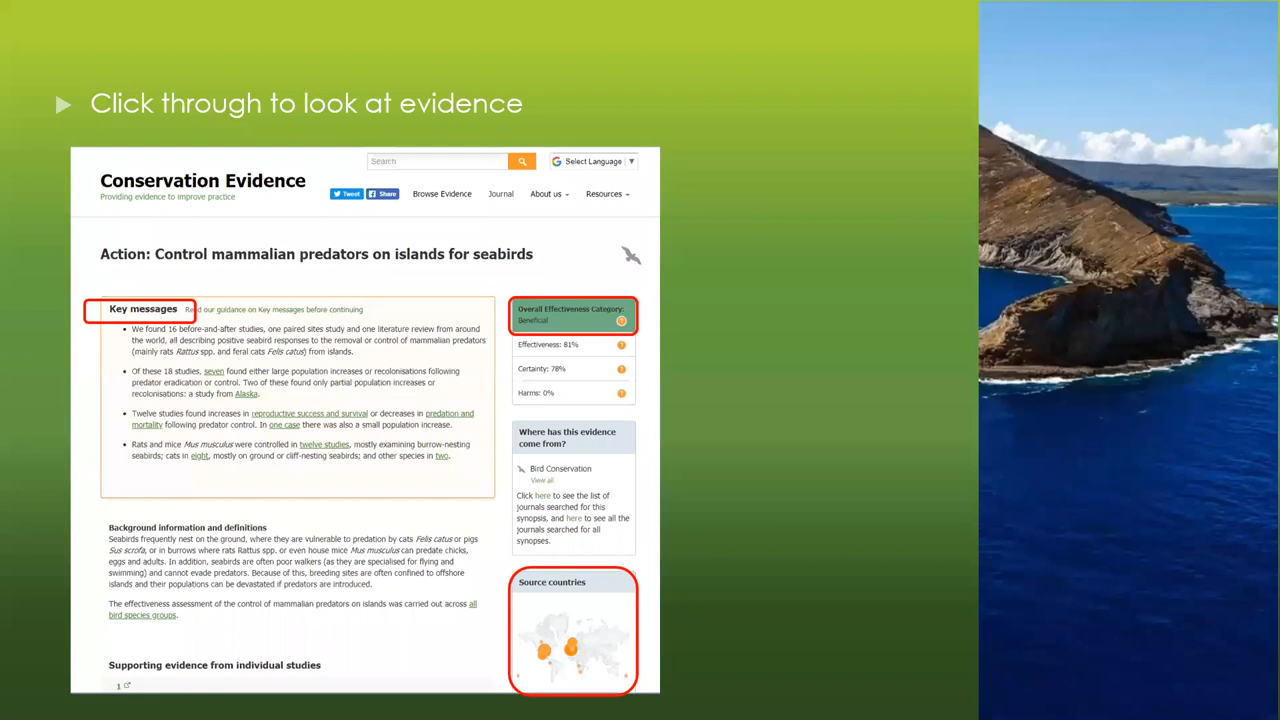 Click through to look at evidence
Search
Select Language
Conservation Evidence
Providing evidence to improve practice
Tweet Share Browse Evidence Journal About us Resources
Action: Control mammalian predators on islands for seabirds
Key messages Read our guidance on Key messages before continuing
We found 16 before-and-after studies, one paired sites study and one literature review from around
the world, all describing positive seabird responses to the removal or control of mammalian predators
(mainly rats Rattus spp. and feral cats Felis catus) from islands.
Of these 18 studies, seven found either large population increases or recolonisations following
predator eradication or control. Two of these found only partial population increases or
recolonisations: a study from Alaska.
Twelve studies found increases in reproductive success and survival or decreases in predation and
mortality following predator control. In one case there was also a small population increase.
Rats and mice Mus musculus were controlled in twelve studies, mostly examining burrow-nesting
seabirds; cats in eight, mostly on ground or cliff-nesting seabirds; and other species in two.
Overall Effectiveness Category:
Beneficial ?
Effectiveness: 81% ?
Certainty: 78% ?
Harms: 0% ?
Where has this evidence
come from?
Bird Conservation
View all
Click here to see the list of
journals searched for this
synopsis, and here to see all the
journals searched for all
synopses.
Background information and definitions
Seabirds frequently nest on the ground, where they are vulnerable to predation by cats Felis catus or pigs
Sus scrofa, or in burrows where rats Rattus spp. or even house mice Mus musculus can predate chicks,
eggs and adults. In addition, seabirds are often poor walkers (as they are specialised for flying and
swimming) and cannot evade predators. Because of this, breeding sites are often confined to offshore
islands and their populations can be devastated if predators are introduced.
The effectiveness assessment of the control of mammalian predators on islands was carried out across all
bird species groups.
Source countries
Supporting evidence from individual studies
1